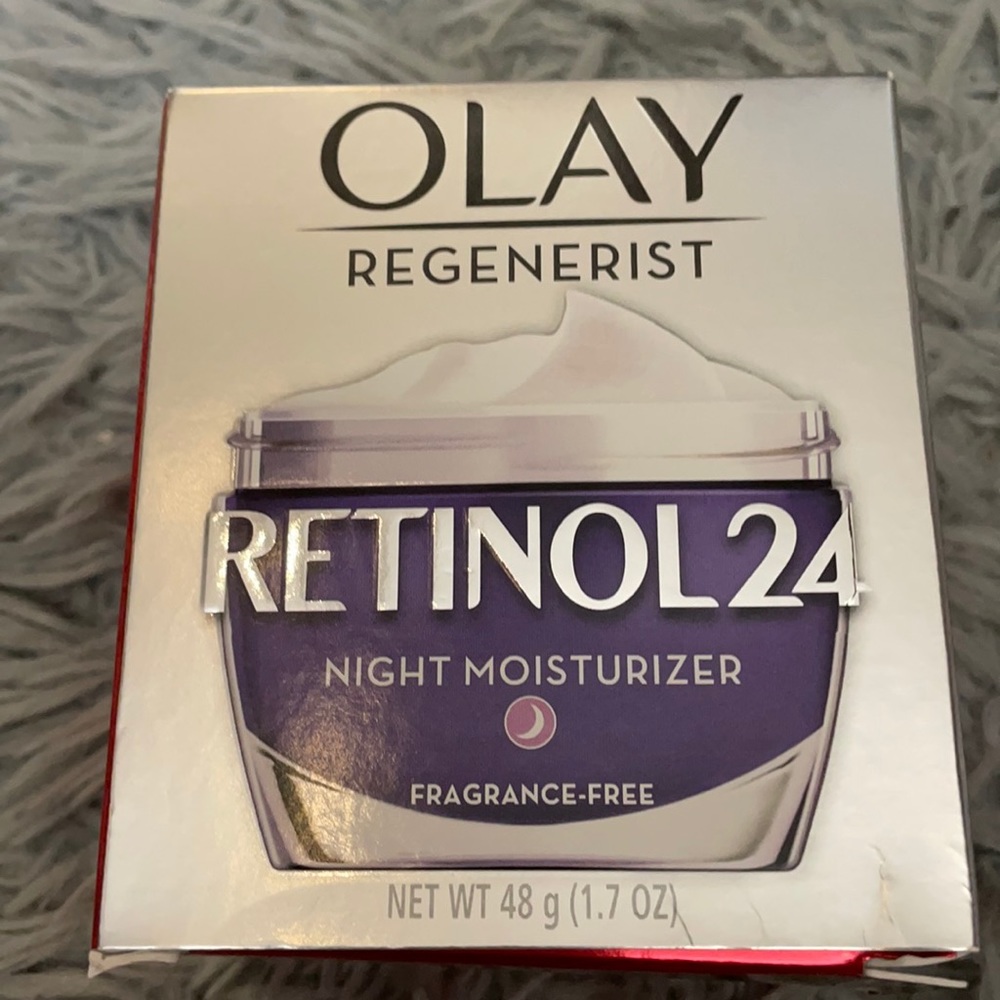 OLAY
REGENERIST
RETINOL24
NIGHT MOISTURIZER
FRAGRANCE-FREE
NET WT 48 g (1.7 OZ)